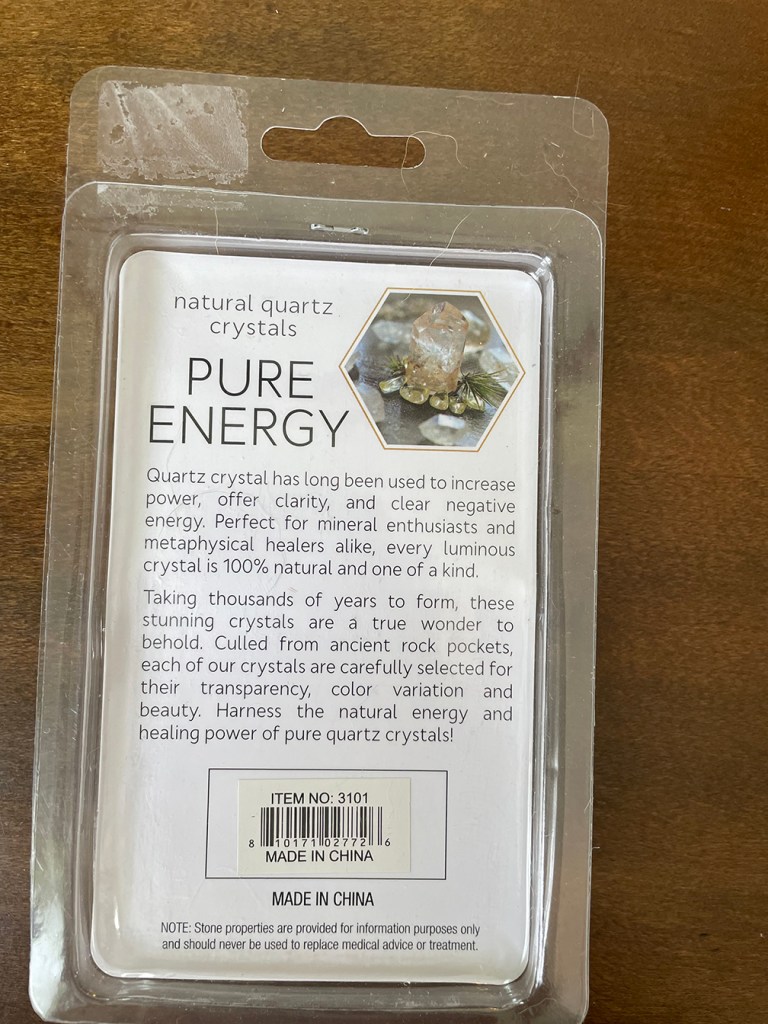 natural quartz
crystals
PURE
ENERGY
Quartz crystal has long been used to increase
power, offer clarity, and clear negative
energy. Perfect for mineral enthusiasts and
metaphysical healers alike, every luminous
crystal is 100% natural and one of a kind.
Taking thousands of years to form, these
stunning crystals are a true wonder to
behold. Culled from ancient rock pockets,
each of our crystals are carefully selected for
their transparency, color variation and
beauty. Harness the natural energy and
healing power of pure quartz crystals!
ITEM NO: 3101
8 10171 02772 6
MADE IN CHINA
MADE IN CHINA
NOTE: Stone properties are provided for information purposes only
and should never be used to replace medical advice or treatment.